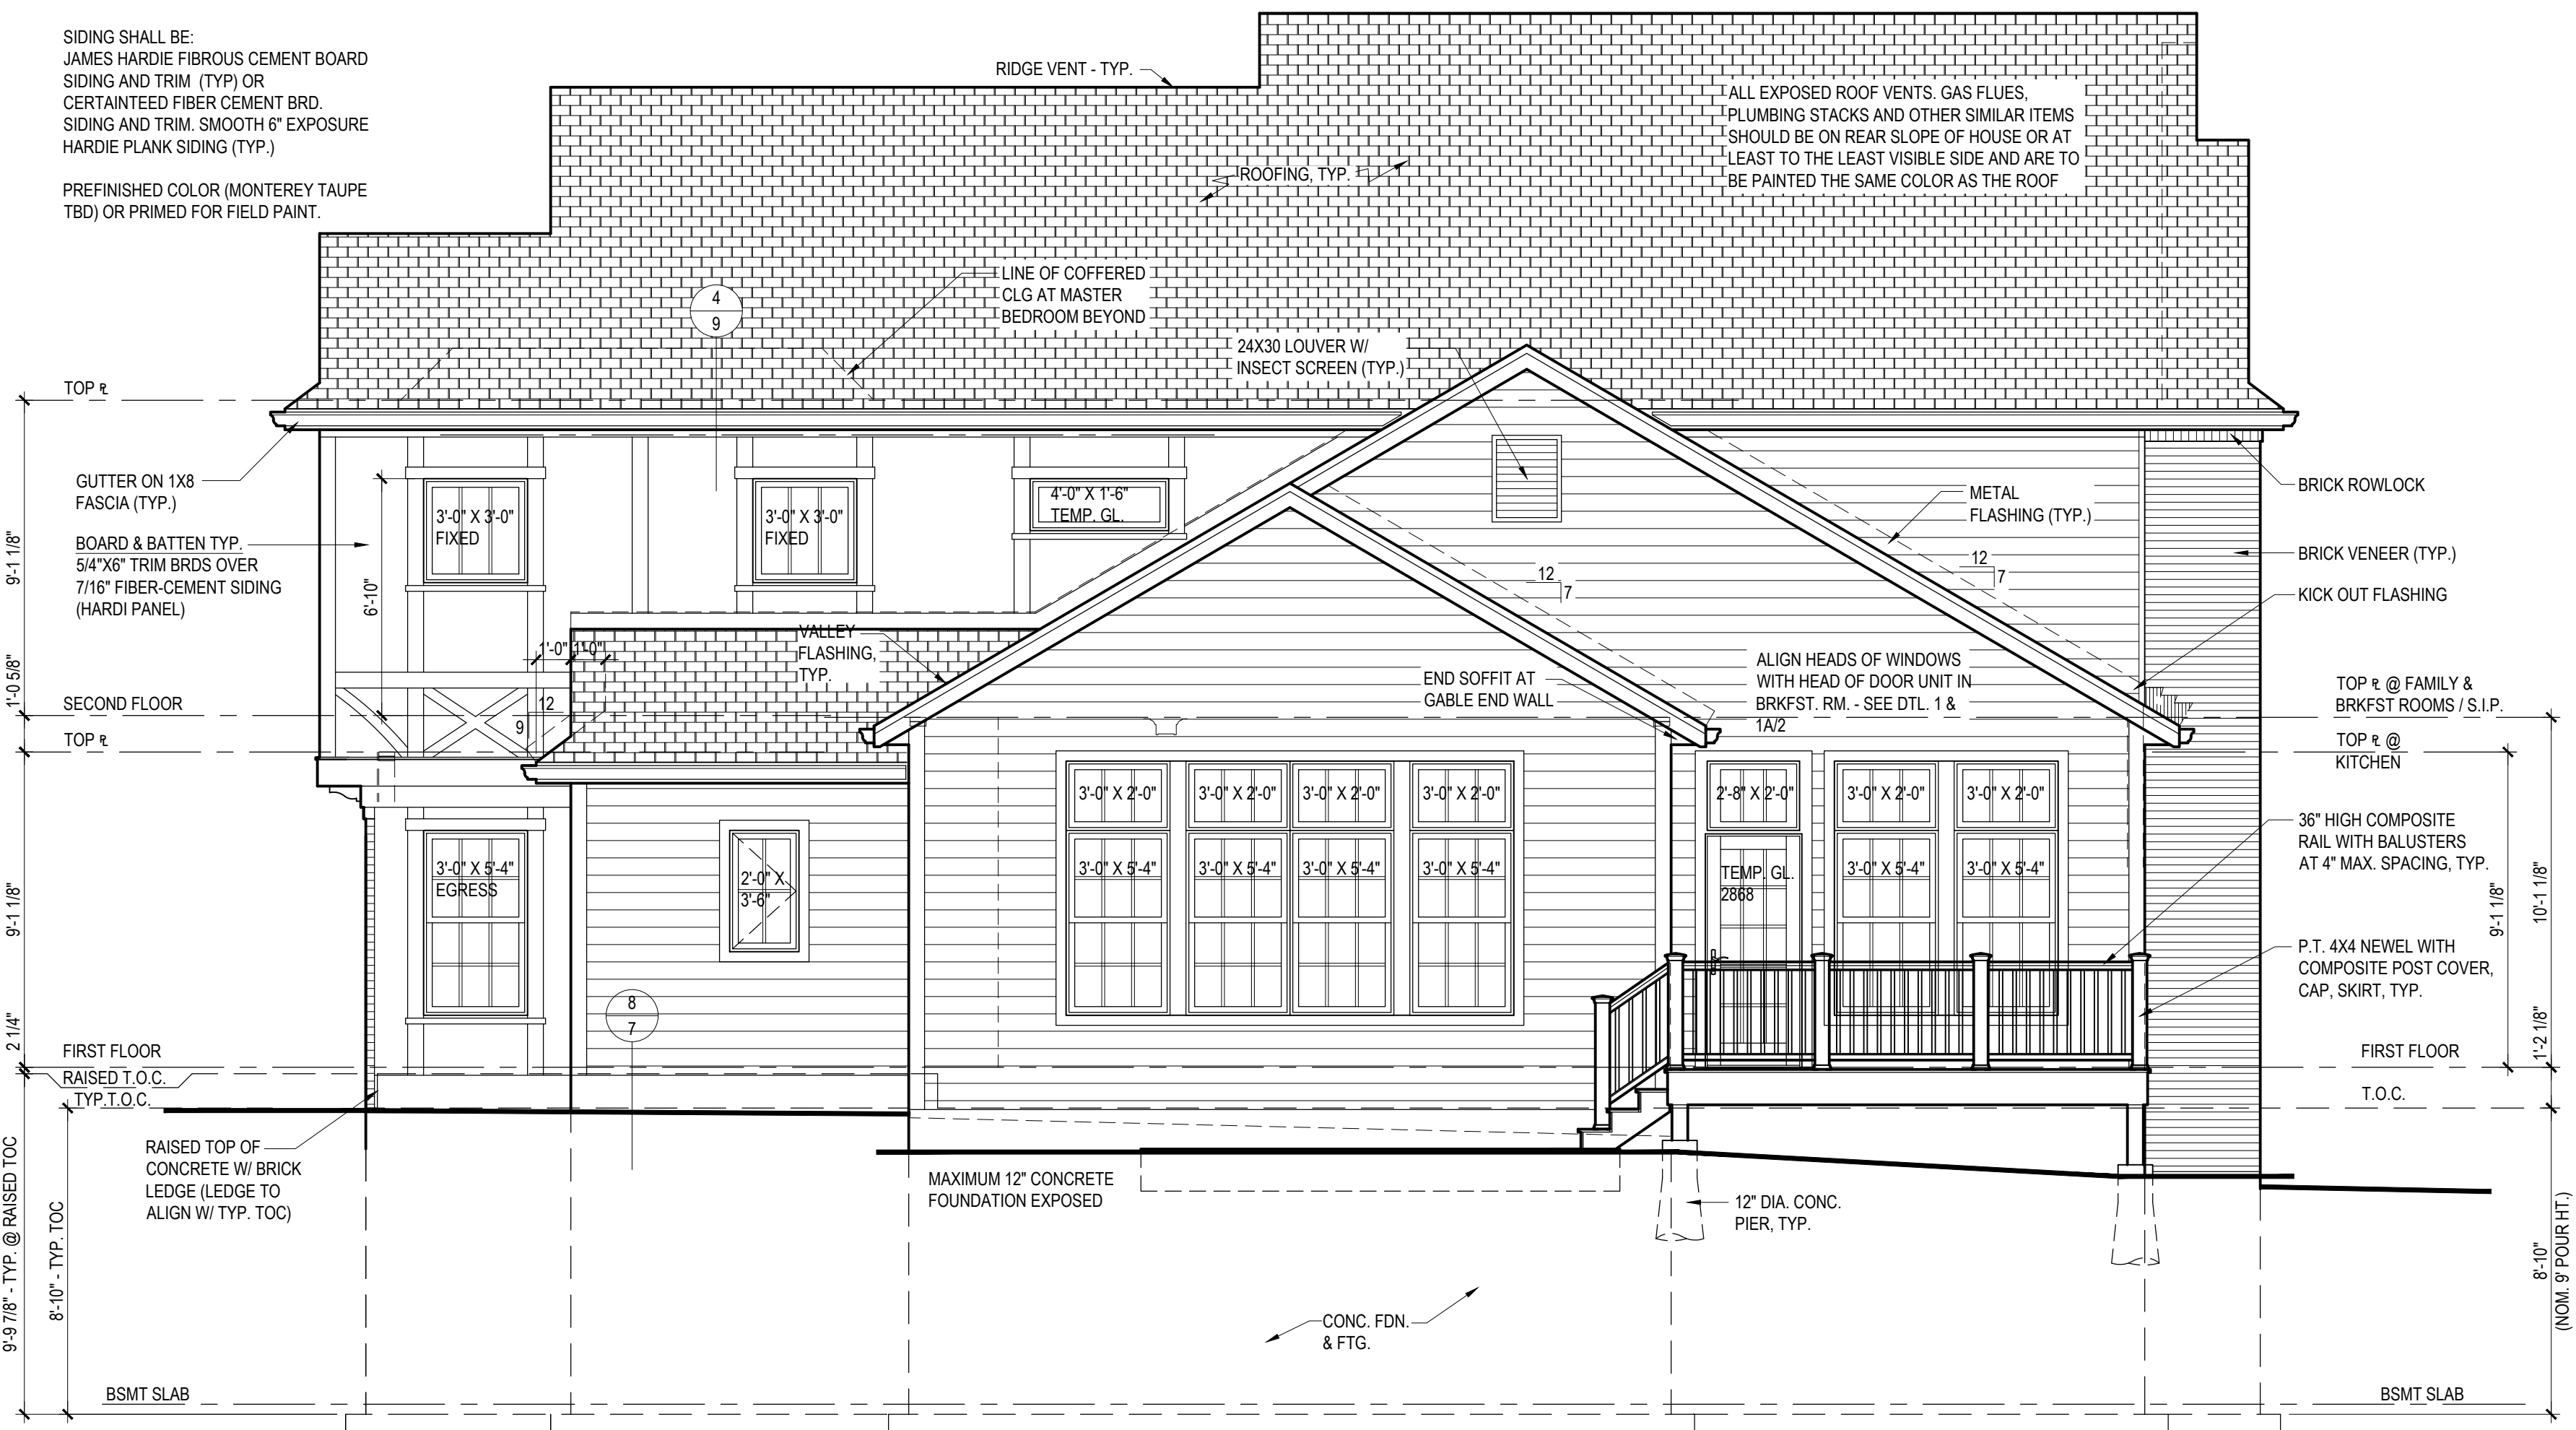 SIDING SHALL BE:
JAMES HARDIE FIBROUS CEMENT BOARD
SIDING AND TRIM (TYP) OR
CERTAINTEED FIBER CEMENT BRD.
SIDING AND TRIM. SMOOTH 6" EXPOSURE
HARDIE PLANK SIDING (TYP.)
PREFINISHED COLOR (MONTEREY TAUPE
TBD) OR PRIMED FOR FIELD PAINT.
RIDGE VENT - TYP.
ALL EXPOSED ROOF VENTS. GAS FLUES,
PLUMBING STACKS AND OTHER SIMILAR ITEMS
SHOULD BE ON REAR SLOPE OF HOUSE OR AT
LEAST TO THE LEAST VISIBLE SIDE AND ARE TO
BE PAINTED THE SAME COLOR AS THE ROOF
ROOFING, TYP.
LINE OF COFFERED
CLG AT MASTER
BEDROOM BEYOND
4
9
24X30 LOUVER W/
INSECT SCREEN (TYP.)
TOP ⅊
GUTTER ON 1X8
FASCIA (TYP.)
BOARD & BATTEN TYP.
5/4"X6" TRIM BRDS OVER
7/16" FIBER-CEMENT SIDING
(HARDI PANEL)
9'-1 1/8"
6'-10"
3'-0" X 3'-0"
FIXED
3'-0" X 3'-0"
FIXED
4'-0" X 1'-6"
TEMP. GL.
METAL
FLASHING (TYP.)
BRICK ROWLOCK
BRICK VENEER (TYP.)
KICK OUT FLASHING
12
7
12
7
1'-0"
1'-0"
VALLEY
FLASHING,
TYP.
END SOFFIT AT
GABLE END WALL
ALIGN HEADS OF WINDOWS
WITH HEAD OF DOOR UNIT IN
BRKFST. RM. - SEE DTL. 1 &
1A/2
1'-0 5/8"
SECOND FLOOR
12
9
TOP ⅊
TOP ⅊ @ FAMILY &
BRKFST ROOMS / S.I.P.
TOP ⅊ @
KITCHEN
3'-0" X 2'-0"
3'-0" X 2'-0"
3'-0" X 2'-0"
3'-0" X 2'-0"
2'-8" X 2'-0"
3'-0" X 2'-0"
3'-0" X 2'-0"
36" HIGH COMPOSITE
RAIL WITH BALUSTERS
AT 4" MAX. SPACING, TYP.
9'-1 1/8"
3'-0" X 5'-4"
EGRESS
2'-0" X
3'-6"
3'-0" X 5'-4"
3'-0" X 5'-4"
3'-0" X 5'-4"
3'-0" X 5'-4"
TEMP. GL.
2868
3'-0" X 5'-4"
3'-0" X 5'-4"
9'-1 1/8"
10'-1 1/8"
P.T. 4X4 NEWEL WITH
COMPOSITE POST COVER,
CAP, SKIRT, TYP.
8
7
2 1/4"
FIRST FLOOR
RAISED T.O.C.
TYP.T.O.C.
FIRST FLOOR
1'-2 1/8"
T.O.C.
RAISED TOP OF
CONCRETE W/ BRICK
LEDGE (LEDGE TO
ALIGN W/ TYP. TOC)
MAXIMUM 12" CONCRETE
FOUNDATION EXPOSED
12" DIA. CONC.
PIER, TYP.
9'-9 7/8" - TYP. @ RAISED TOC
8'-10" - TYP. TOC
CONC. FDN.
& FTG.
8'-10"
(NOM. 9' POUR HT.)
BSMT SLAB
BSMT SLAB